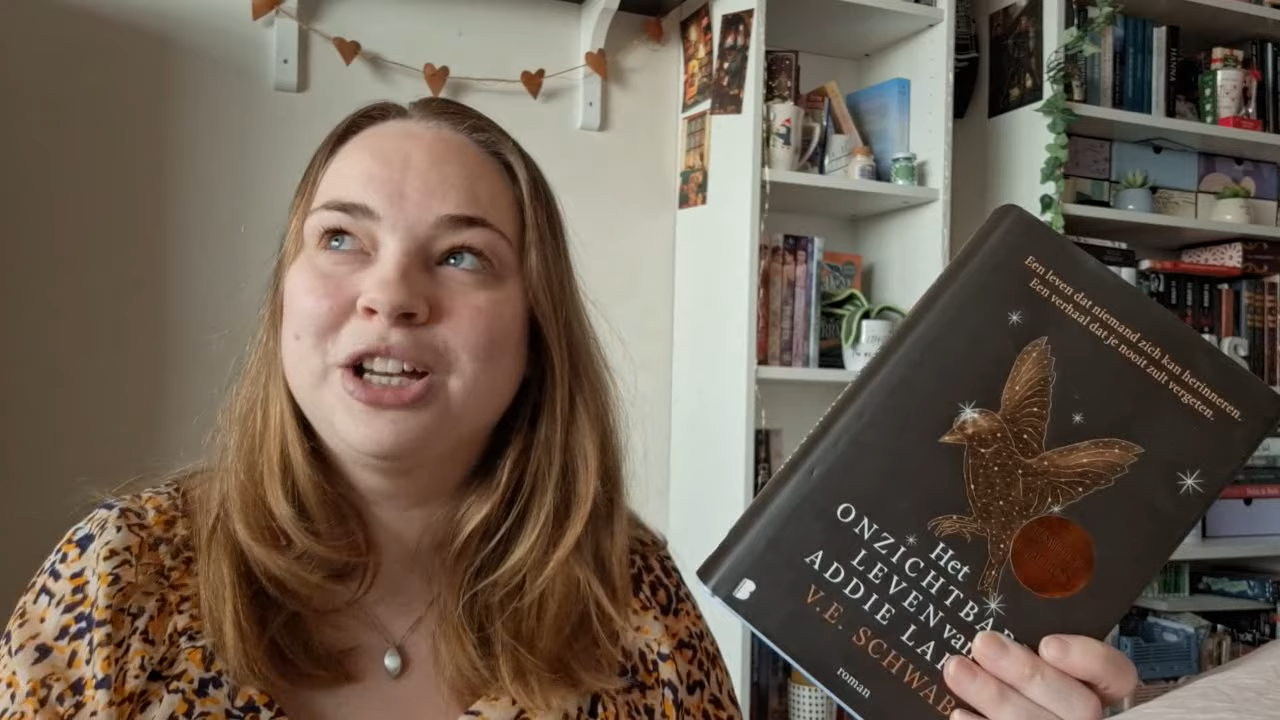 Een leven dat niemand zich kan herinneren.
Een verhaal dat je nooit zult vergeten.
Het
ONZICHTBA
LEVEN van
ADDIE LA
V.E. SCHWAB
roman
B